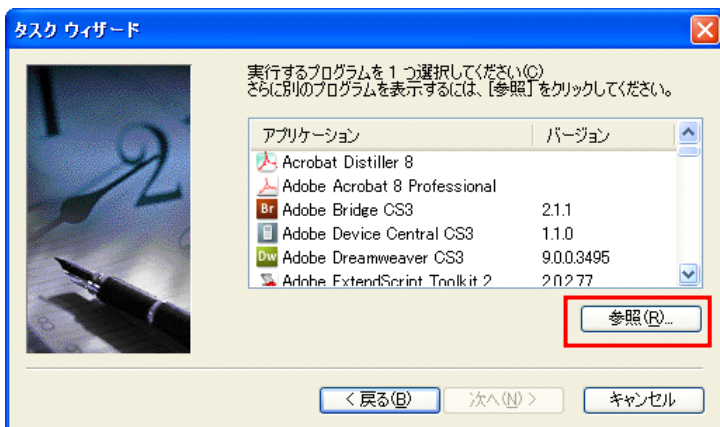 タスク ウィザード
実行するプログラムを 1 つ選択してください(C)
さらに別のプログラムを表示するには、[参照]をクリックしてください。
アプリケーション バージョン
Acrobat Distiller 8
Adobe Acrobat 8 Professional
Br Adobe Bridge CS3 2.1.1
Adobe Device Central CS3 1.1.0
Dw Adobe Dreamweaver CS3 9.0.0.3495
Adobe ExtendScript Toolkit 2 2.0.2.77
参照(R)...
< 戻る(B) 次へ(N) > キャンセル